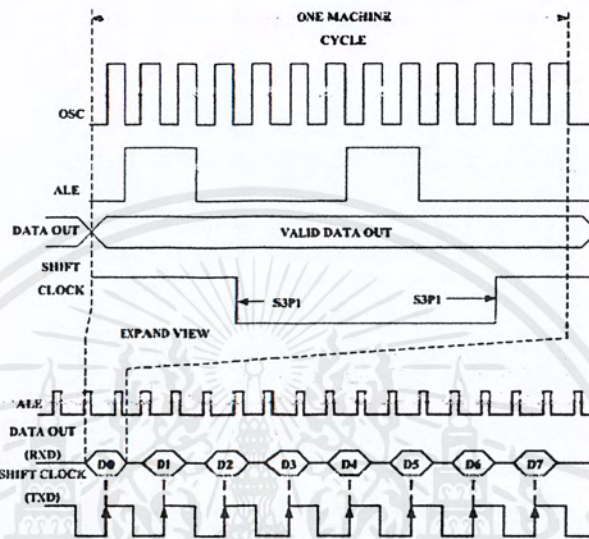 ONE MACHINE
CYCLE
OSC
ALE
DATA OUT
VALID DATA OUT
SHIFT
CLOCK
S3P1
S3P1
EXPAND VIEW
ALE
DATA OUT
(RXD)
D0 D1 D2 D3 D4 D5 D6 D7
SHIFT CLOCK
(TXD)